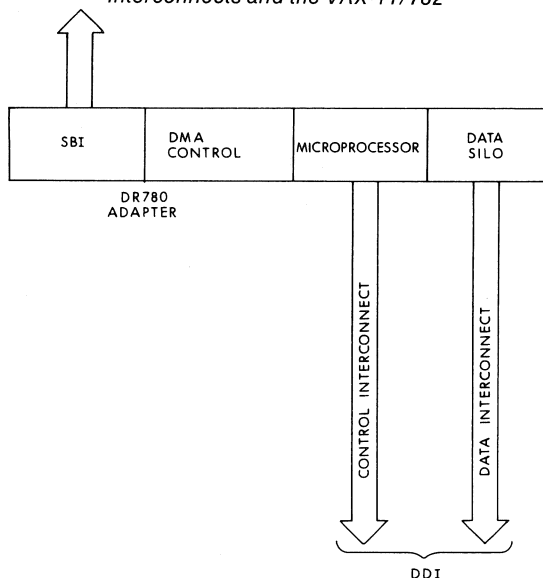 Interconnects and the VAX-11/782
SBI
DMA
CONTROL
MICROPROCESSOR
DATA
SILO
DR780
ADAPTER
CONTROL INTERCONNECT
DATA INTERCONNECT
DDI